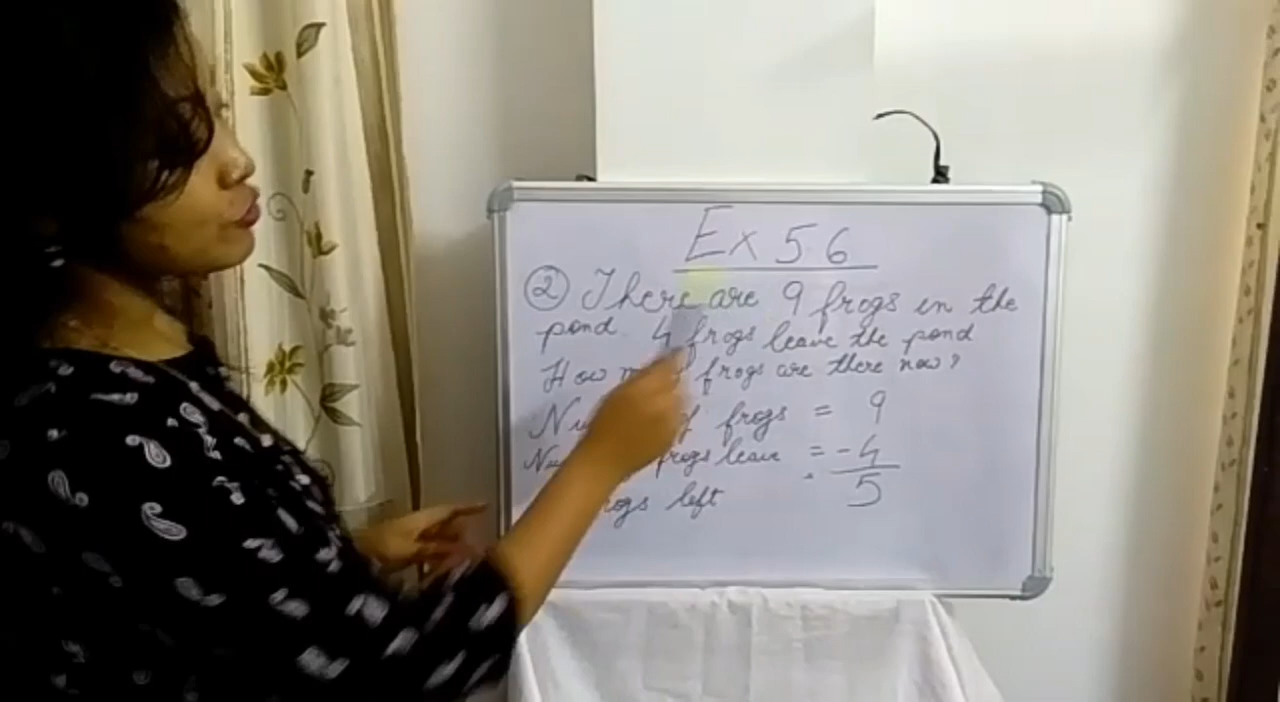 Ex 56
② There are 9 frogs in the
pond. 4 frogs leave the pond
How frogs are there now?
frogs = 9
frogs leave = - 4
left 5